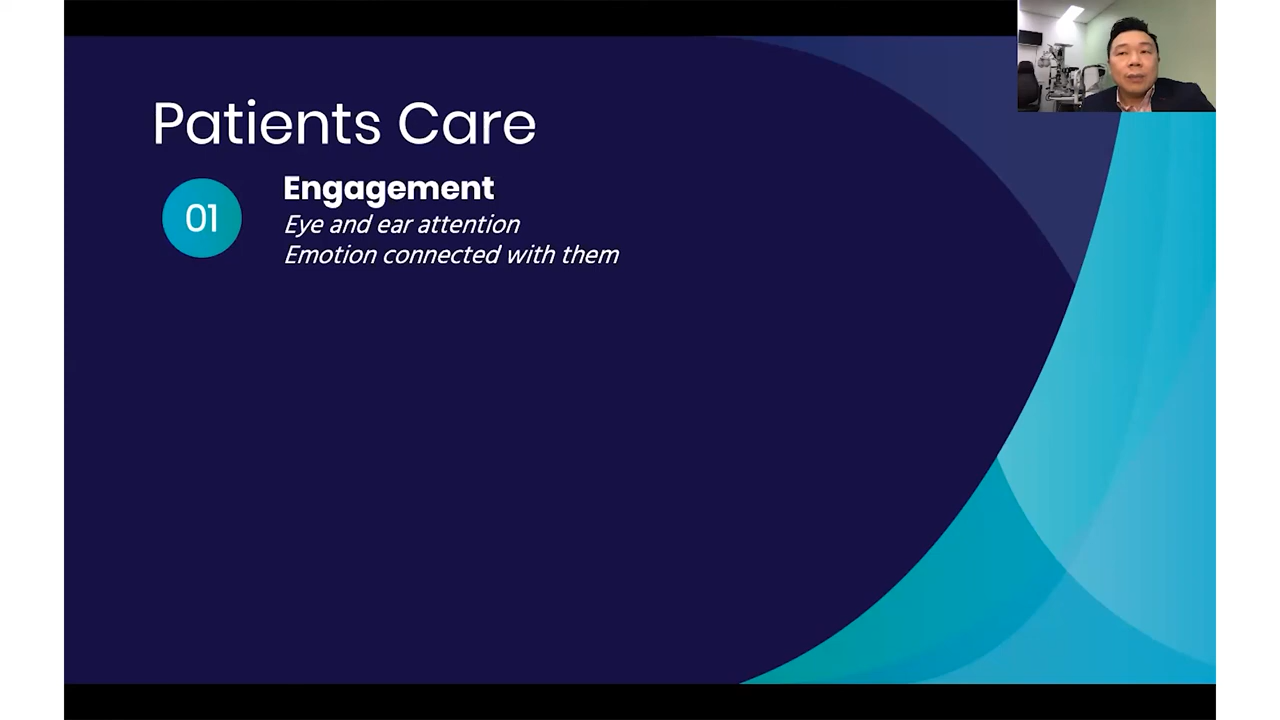 Patients Care
01
Engagement
Eye and ear attention
Emotion connected with them